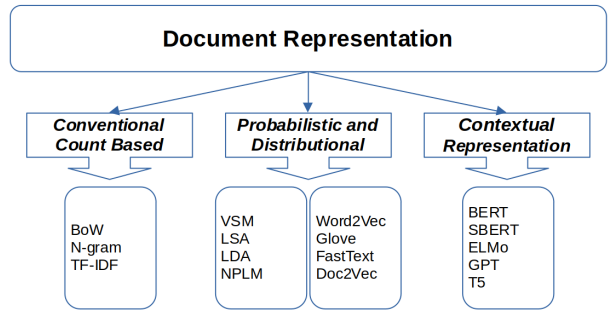 Document Representation
Conventional
Count Based
Probabilistic and
Distributional
Contextual
Representation
BoW
N-gram
TF-IDF
VSM
LSA
LDA
NPLM
Word2Vec
Glove
FastText
Doc2Vec
BERT
SBERT
ELMo
GPT
T5